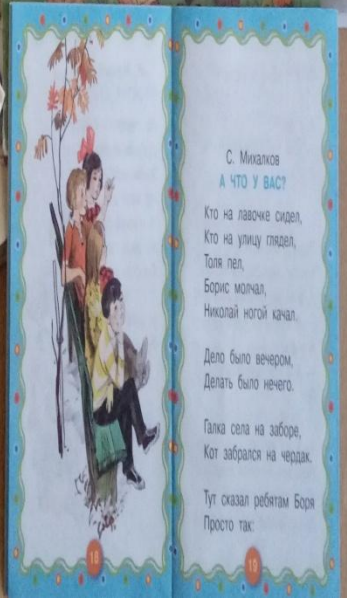 С. Михалков
А ЧТО У ВАС?
Кто на лавочке сидел,
Кто на улицу глядел,
Толя пел,
Борис молчал,
Николай ногой качал.
Дело было вечером,
Делать было нечего.
Галка села на заборе,
Кот забрался на чердак.
Тут сказал ребятам Боря
Просто так:
18
19